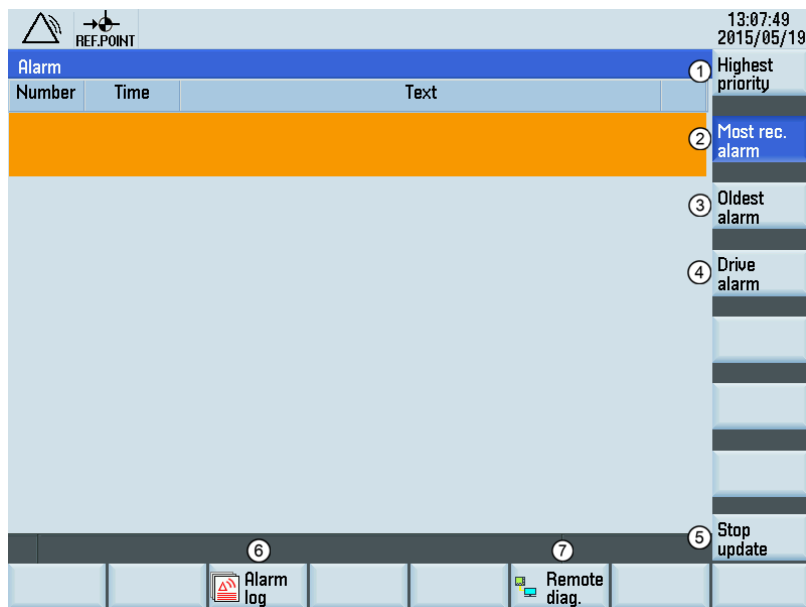 REF.POINT
13:07:49
2015/05/19
Alarm
Number Time Text
1 Highest
priority
2 Most rec.
alarm
3 Oldest
alarm
4 Drive
alarm
5 Stop
update
6 7
Alarm
log
Remote
diag.